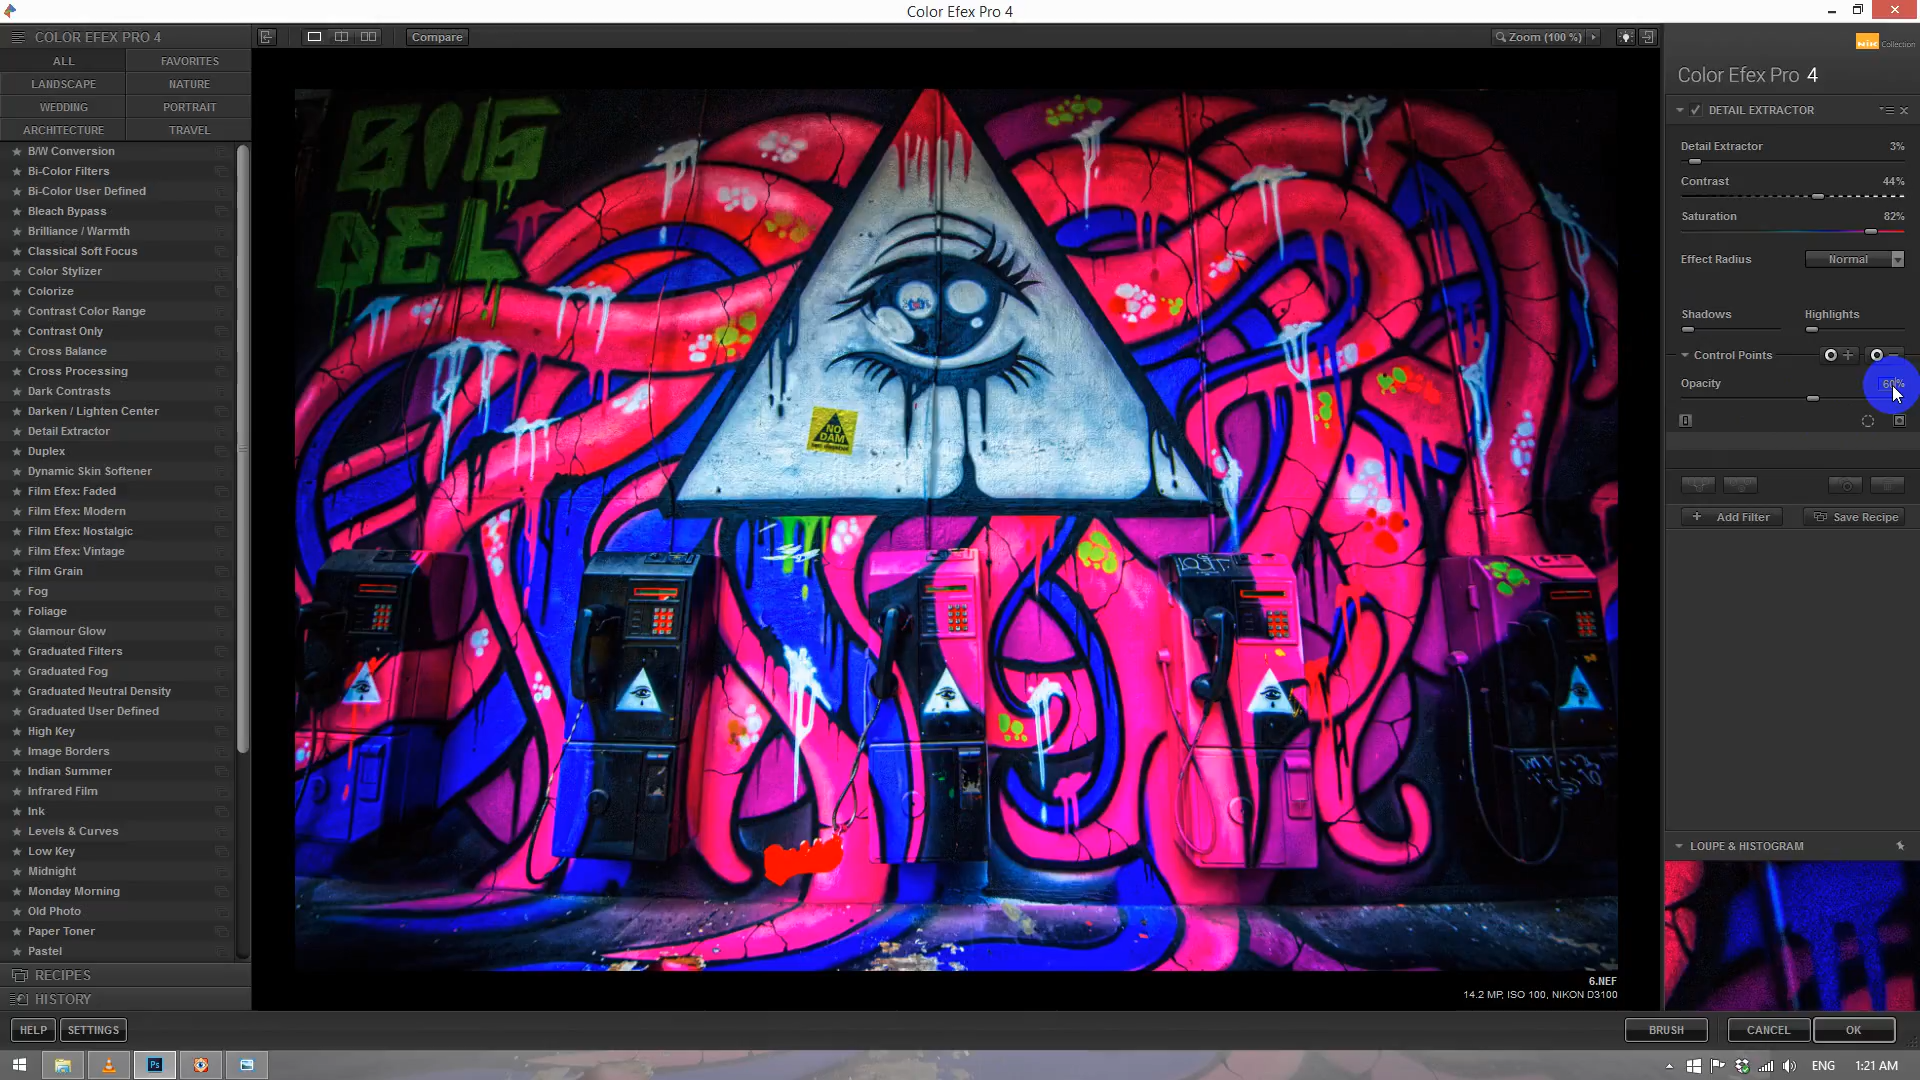 Color Efex Pro 4
COLOR EFEX PRO 4
ALL
FAVORITES
LANDSCAPE
NATURE
WEDDING
PORTRAIT
ARCHITECTURE
TRAVEL
B/W Conversion
Bi-Color Filters
Bi-Color User Defined
Bleach Bypass
Brilliance / Warmth
Classical Soft Focus
Color Stylizer
Colorize
Contrast Color Range
Contrast Only
Cross Balance
Cross Processing
Dark Contrasts
Darken / Lighten Center
Detail Extractor
Duplex
Dynamic Skin Softener
Film Efex: Faded
Film Efex: Modern
Film Efex: Nostalgic
Film Efex: Vintage
Film Grain
Fog
Foliage
Glamour Glow
Graduated Filters
Graduated Fog
Graduated Neutral Density
Graduated User Defined
High Key
Image Borders
Indian Summer
Infrared Film
Ink
Levels & Curves
Low Key
Midnight
Monday Morning
Old Photo
Paper Toner
Pastel
RECIPES
HISTORY
HELP
SETTINGS
Compare
Zoom (100 %)
BIG
DEL
NO
DAM
6.NEF
14.2 MP, ISO 100, NIKON D3100
Nik Collection
Color Efex Pro 4
DETAIL EXTRACTOR
Detail Extractor 3%
Contrast 44%
Saturation 82%
Effect Radius Normal
Shadows Highlights
Control Points
Opacity 60%
Add Filter
Save Recipe
LOUPE & HISTOGRAM
BRUSH
CANCEL
OK
Ps
ENG
1:21 AM